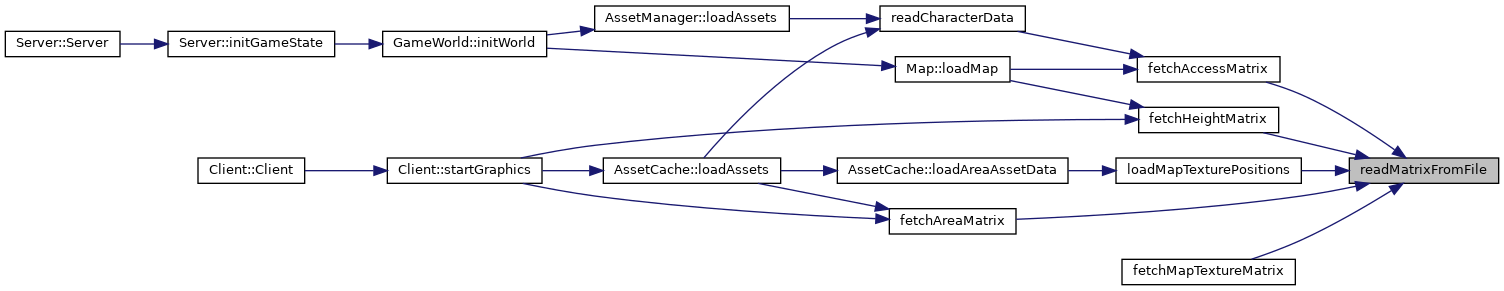 AssetManager::loadAssets
readCharacterData
Server::Server
Server::initGameState
GameWorld::initWorld
Map::loadMap
fetchAccessMatrix
fetchHeightMatrix
Client::Client
Client::startGraphics
AssetCache::loadAssets
AssetCache::loadAreaAssetData
loadMapTexturePositions
readMatrixFromFile
fetchAreaMatrix
fetchMapTextureMatrix